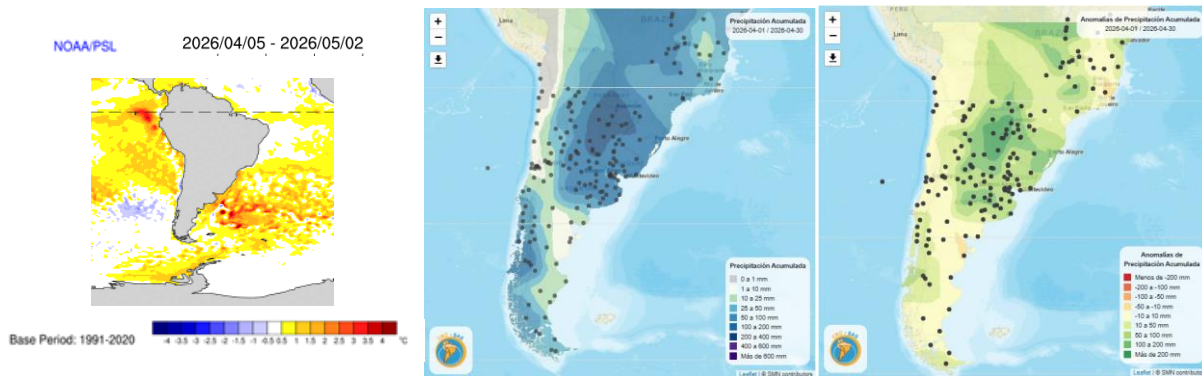 NOAA/PSL
2026/04/05 - 2026/05/02
-4 -3.5 -3 -2.5 -2 -1.5 -1 -0.5 0.5 1 1.5 2 2.5 3 3.5 4 °C
Base Period: 1991-2020
+
−
Lima
BRAZIL
Precipitación Acumulada
2026-04-01 / 2026-04-30
Porto Alegre
Montevideo
Precipitación Acumulada
0 a 1 mm
1 a 10 mm
10 a 25 mm
25 a 50 mm
50 a 100 mm
100 a 200 mm
200 a 400 mm
400 a 600 mm
Más de 600 mm
Leaflet | © SMN contributors
+
−
PERÚ
Lima
Anomalías de Precipitación Acumulada
2026-04-01 / 2026-04-30
Salvador
Porto Alegre
Montevideo
Anomalías de
Precipitación Acumulada
Menos de -200 mm
-200 a -100 mm
-100 a -50 mm
-50 a -10 mm
-10 a 10 mm
10 a 50 mm
50 a 100 mm
100 a 200 mm
Más de 200 mm
Leaflet | © SMN contributors